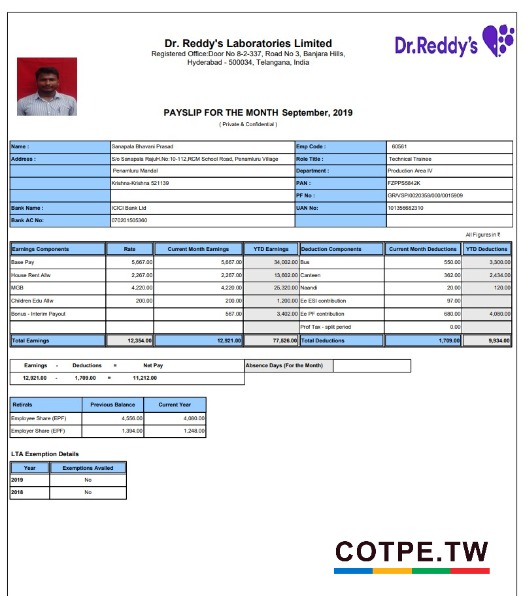 Dr. Reddy's Laboratories Limited
Registered Office:Door No 8-2-337, Road No 3, Banjara Hills,
Hyderabad - 500034, Telangana, India
Dr.Reddy's
PAYSLIP FOR THE MONTH September, 2019
( Private & Confidential )
Name : Sanapala Bhavani Prasad Emp Code : 60561
Address : S/o Sanapala RajuH.No:10-112,RCM School Road, Penamluru Village Role Title : Technical Trainee
Penamluru Mandal Department : Production Area IV
Krishna-Krishna 521139 PAN : FZPPS5842K
PF No : GR/VSP/0020358/000/0015909
Bank Name : ICICI Bank Ltd UAN No: 101356682310
Bank AC No: 070201505360
All Figures in ₹
Earnings Components Rate Current Month Earnings YTD Earnings Deduction Components Current Month Deductions YTD Deductions
Base Pay 5,667.00 5,667.00 34,002.00 Bus 550.00 3,300.00
House Rent Allw 2,267.00 2,267.00 13,602.00 Canteen 362.00 2,434.00
MGB 4,220.00 4,220.00 25,320.00 Naandi 20.00 120.00
Children Edu Allw 200.00 200.00 1,200.00 Ee ESI contribution 97.00
Bonus - Interim Payout 567.00 3,402.00 Ee PF contribution 680.00 4,080.00
Prof Tax - split period 0.00
Total Earnings 12,354.00 12,921.00 77,526.00 Total Deductions 1,709.00 9,934.00
Earnings - Deductions = Net Pay Absence Days (For the Month)
12,921.00 - 1,709.00 = 11,212.00
Retirals Previous Balance Current Year
Employee Share (EPF) 4,556.00 4,080.00
Employer Share (EPF) 1,394.00 1,248.00
LTA Exemption Details
Year Exemptions Availed
2019 No
2018 No
COTPE.TW